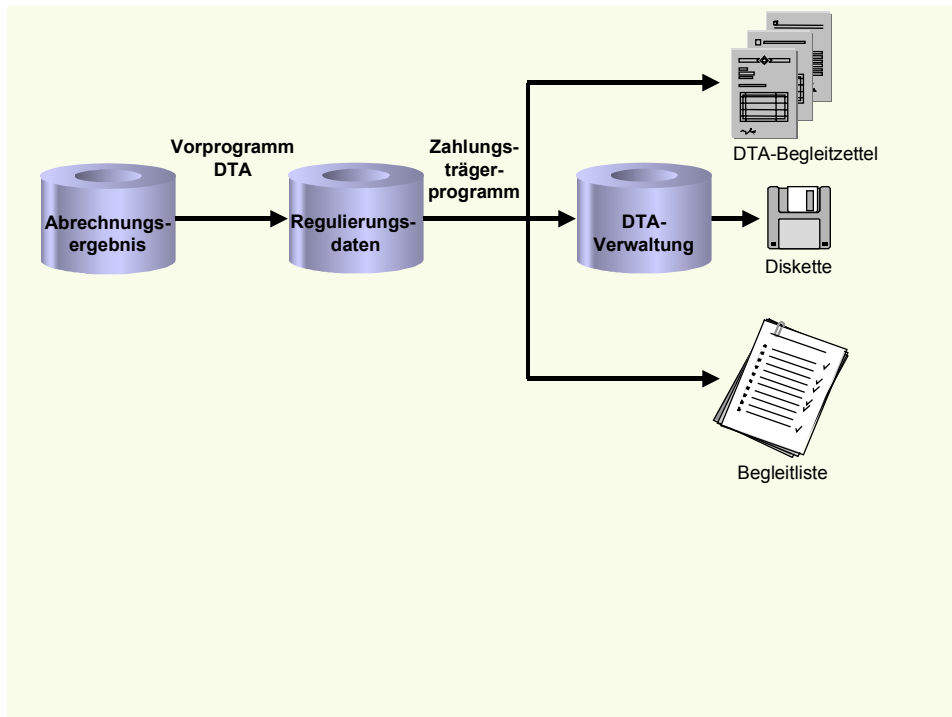 DTA-Begleitzettel
Vorprogramm
DTA
Zahlungs-
träger-
programm
Abrechnungs-
ergebnis
Regulierungs-
daten
DTA-
Verwaltung
Diskette
Begleitliste